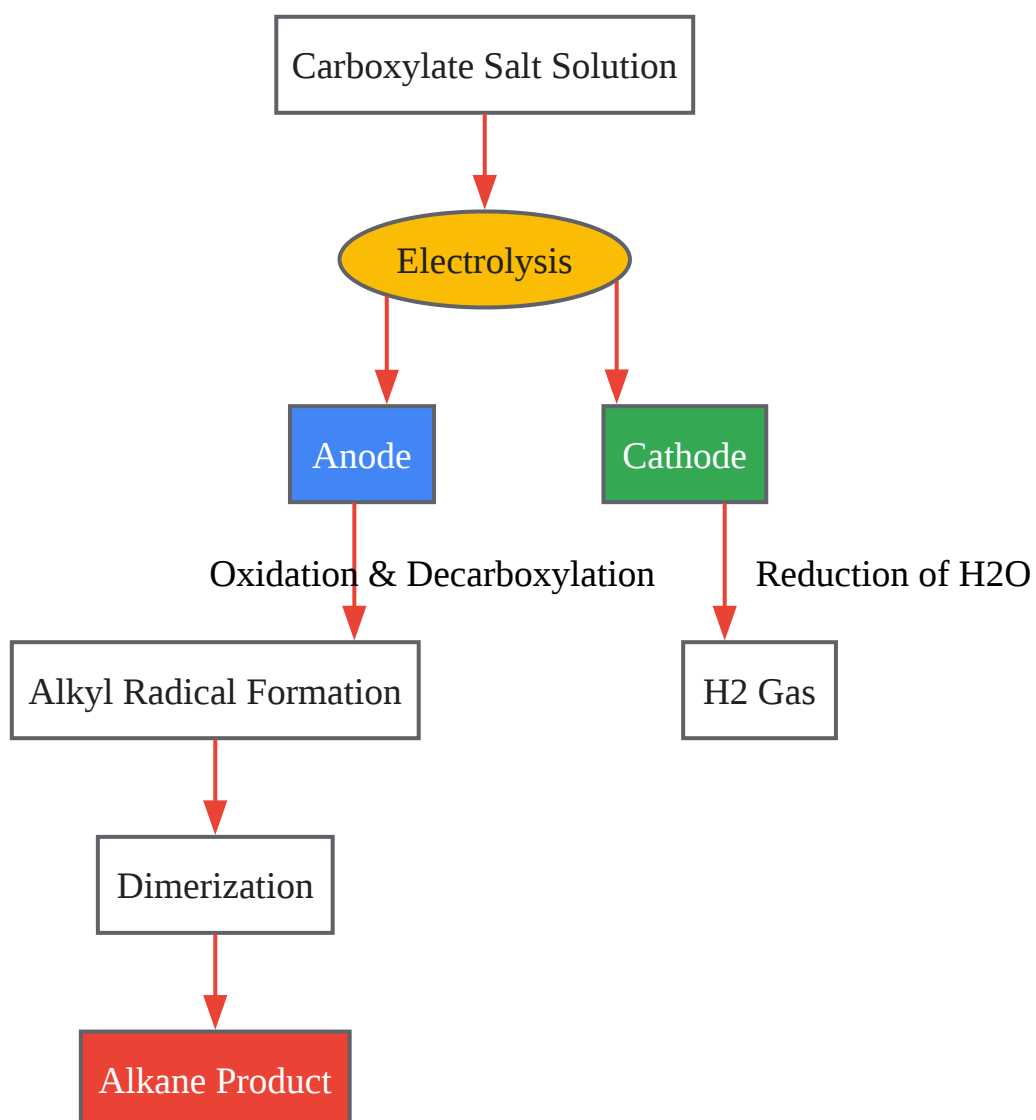 Carboxylate Salt Solution
Electrolysis
Anode
Cathode
Oxidation & Decarboxylation
Reduction of H2O
Alkyl Radical Formation
H2 Gas
Dimerization
Alkane Product